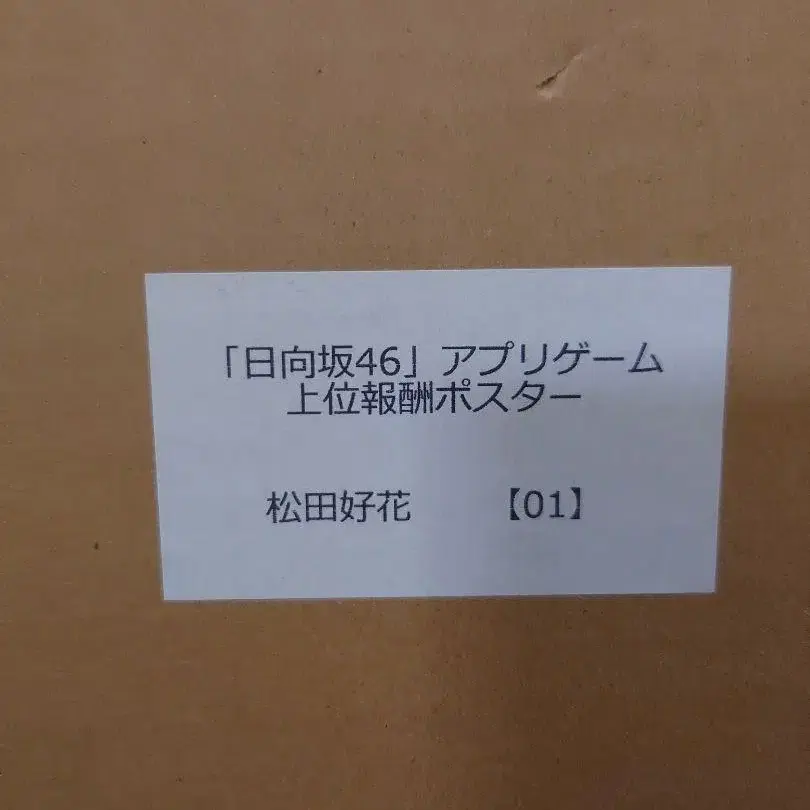 「日向坂46」アプリゲーム
上位報酬ポスター
松田好花　【01】